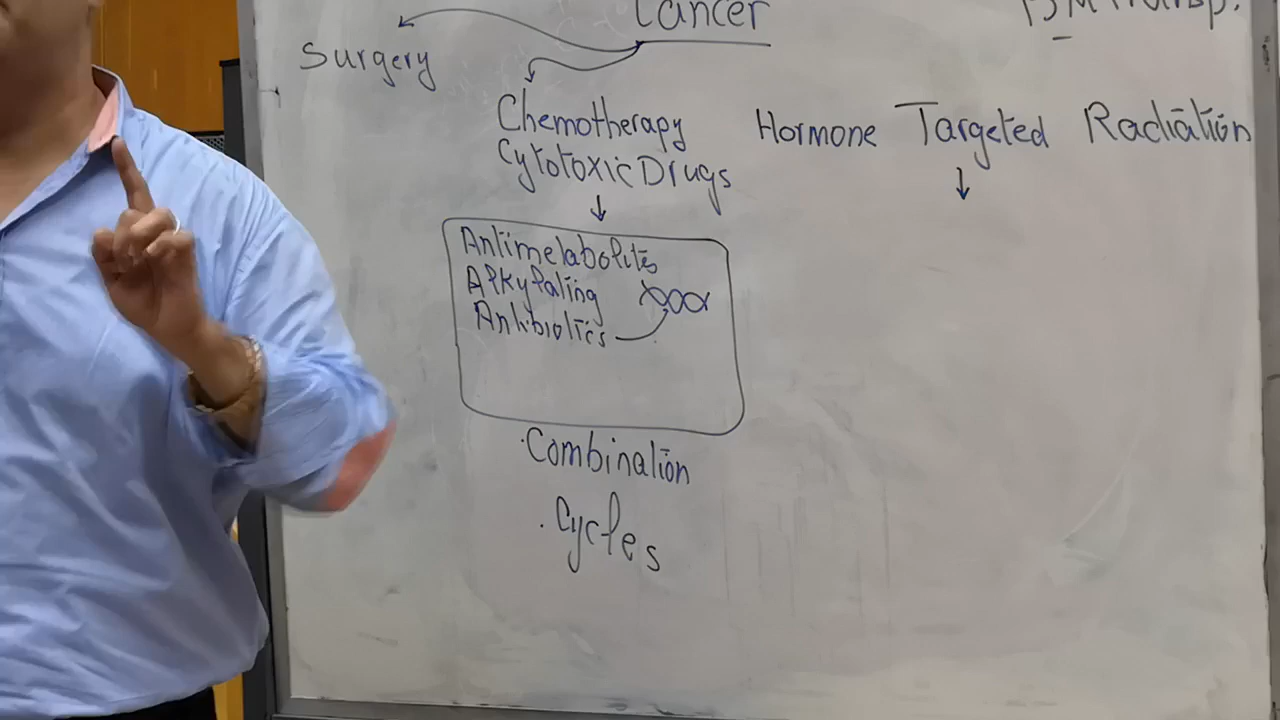 Cancer
Surgery
Chemotherapy Hormone Targeted Radiation
Cytotoxic Drugs
Antimetabolites
Alkylating
Antibiotics
Combination
Cycles